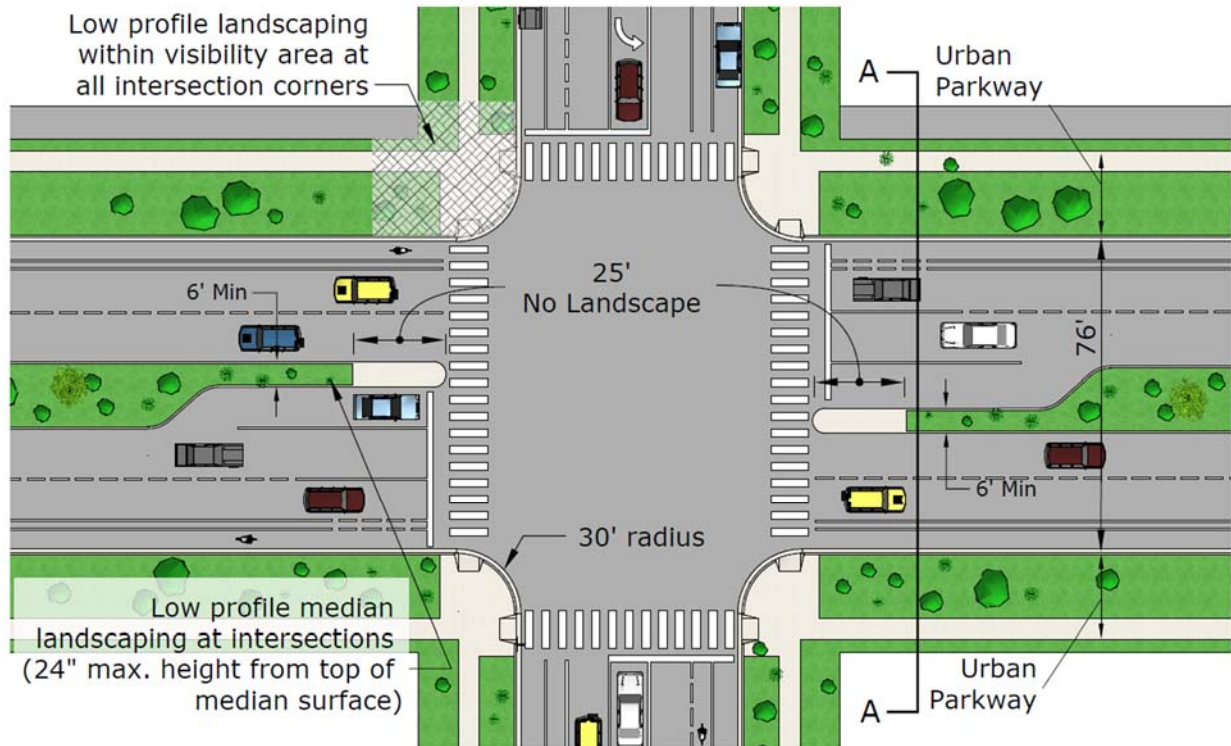 Low profile landscaping
within visibility area at
all intersection corners
A
Urban
Parkway
6' Min
25'
No Landscape
76'
6' Min
30' radius
Low profile median
landscaping at intersections
(24" max. height from top of
median surface)
Urban
Parkway
A